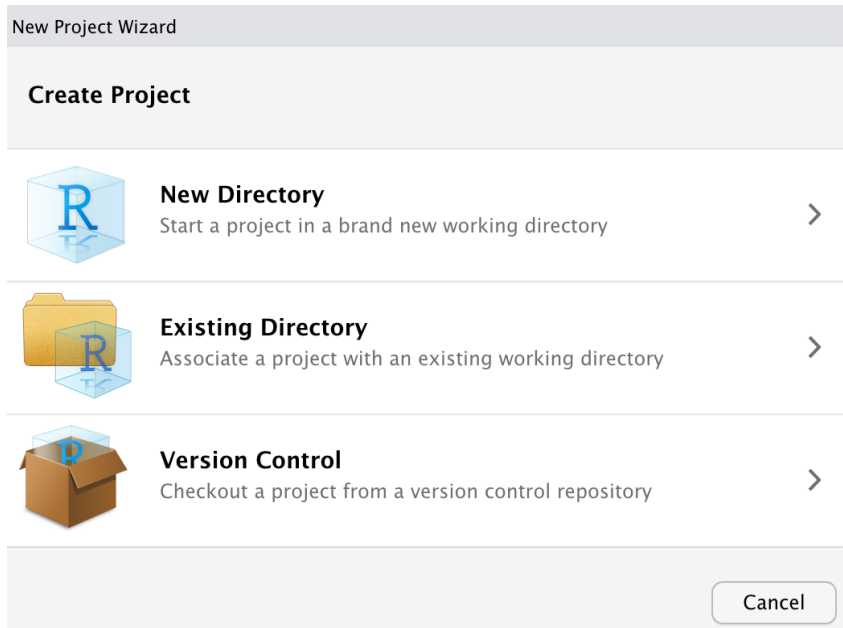 New Project Wizard
Create Project
R
New Directory
Start a project in a brand new working directory
R
Existing Directory
Associate a project with an existing working directory
R
Version Control
Checkout a project from a version control repository
Cancel